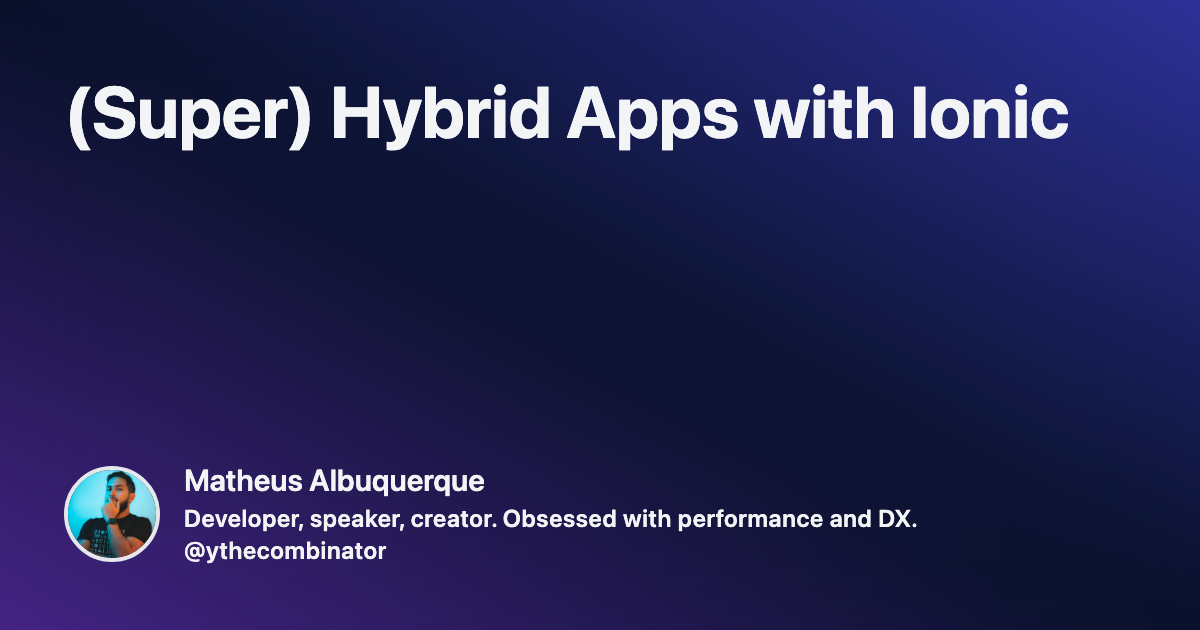 (Super) Hybrid Apps with Ionic
Matheus Albuquerque
Developer, speaker, creator. Obsessed with performance and DX.
@ythecombinator